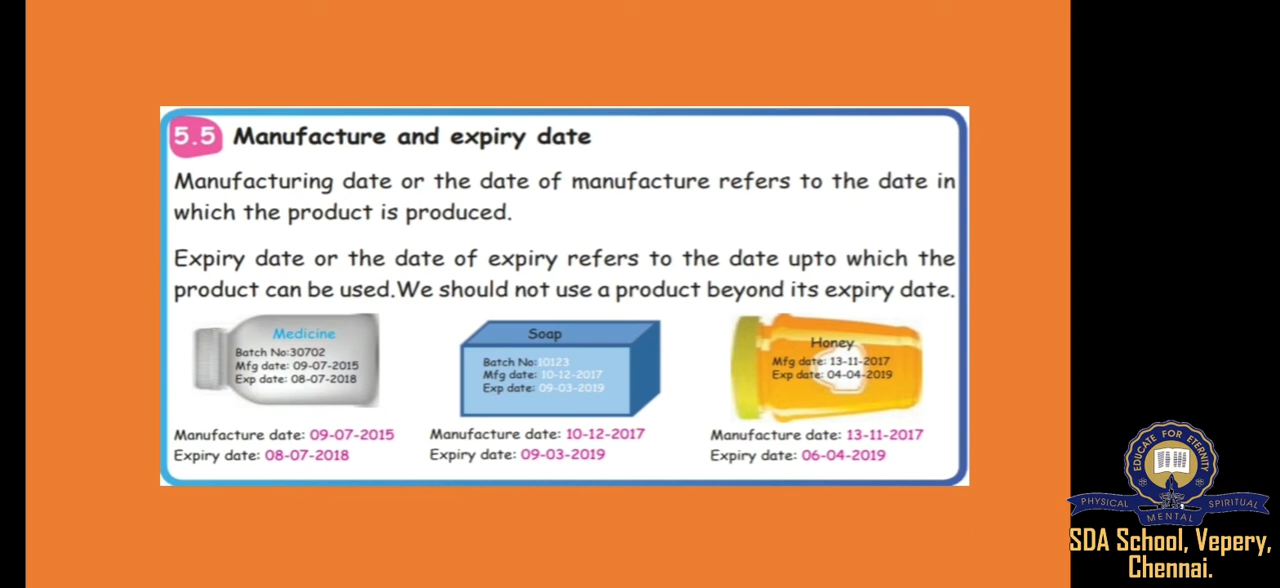 5.5 Manufacture and expiry date
Manufacturing date or the date of manufacture refers to the date in
which the product is produced.
Expiry date or the date of expiry refers to the date upto which the
product can be used.We should not use a product beyond its expiry date.
Medicine
Batch No:30702
Mfg date: 09-07-2015
Exp date: 08-07-2018
Manufacture date: 09-07-2015
Expiry date: 08-07-2018
Soap
Batch No:10123
Mfg date: 10-12-2017
Exp date: 09-03-2019
Manufacture date: 10-12-2017
Expiry date: 09-03-2019
Honey
Mfg date: 13-11-2017
Exp date: 04-04-2019
Manufacture date: 13-11-2017
Expiry date: 06-04-2019
EDUCATE FOR ETERNITY
PHYSICAL
MENTAL
SPIRITUAL
SDA School, Vepery,
Chennai.